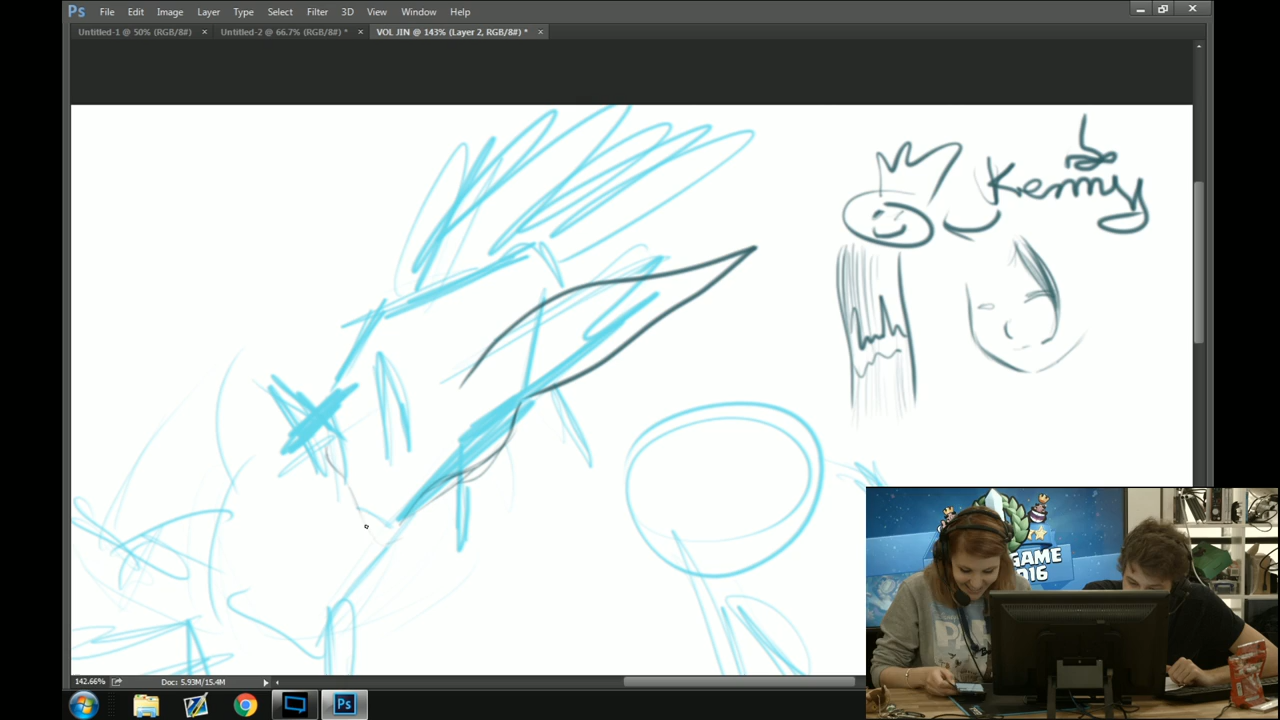 Ps File Edit Image Layer Type Select Filter 3D View Window Help
Untitled-1 @ 50% (RGB/8#) × Untitled-2 @ 66.7% (RGB/8#) * × VOL JIN @ 143% (Layer 2, RGB/8#) * ×
Kenny
GAME
2016
142.66% Doc: 5.93M/15.4M
Ps